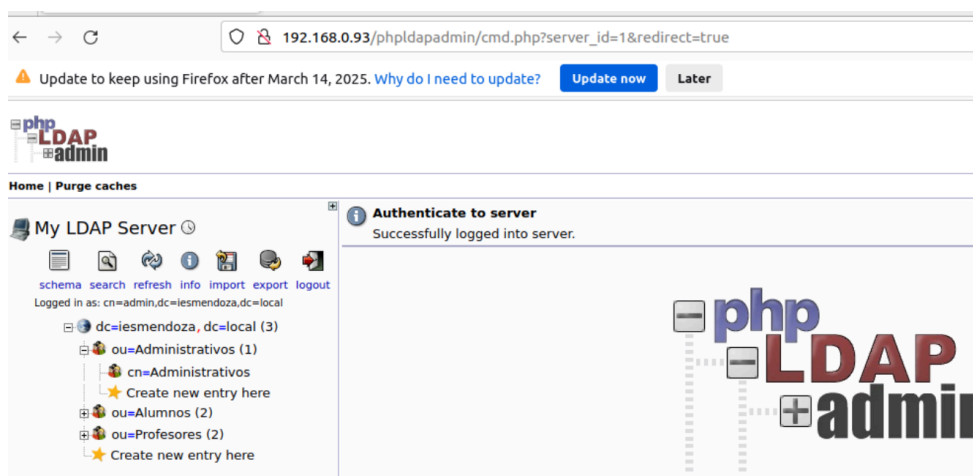 192.168.0.93/phpldapadmin/cmd.php?server_id=1&redirect=true
Update to keep using Firefox after March 14, 2025. Why do I need to update? Update now Later
php
LDAP
admin
Home | Purge caches
My LDAP Server
schema search refresh info import export logout
Logged in as: cn=admin,dc=iesmendoza,dc=local
dc=iesmendoza, dc=local (3)
ou=Administrativos (1)
cn=Administrativos
Create new entry here
ou=Alumnos (2)
ou=Profesores (2)
Create new entry here
Authenticate to server
Successfully logged into server.
php
LDAP
admin